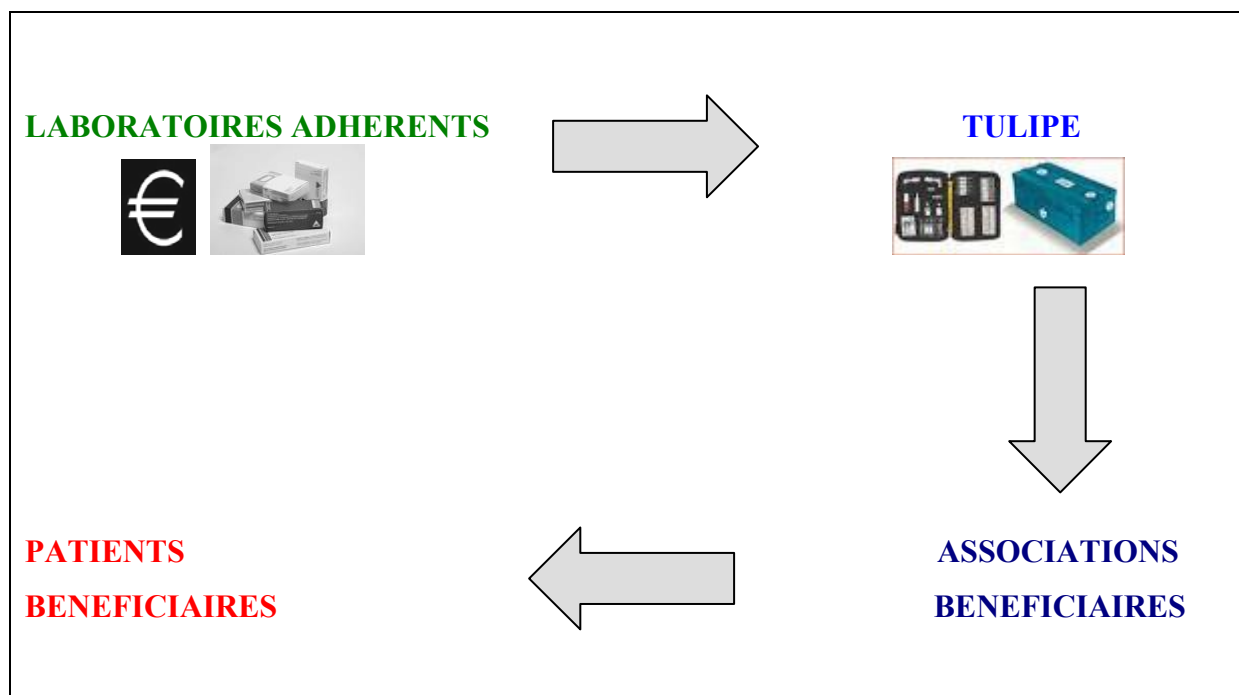 LABORATOIRES ADHERENTS
TULIPE
€
PATIENTS
BENEFICIAIRES
ASSOCIATIONS
BENEFICIAIRES